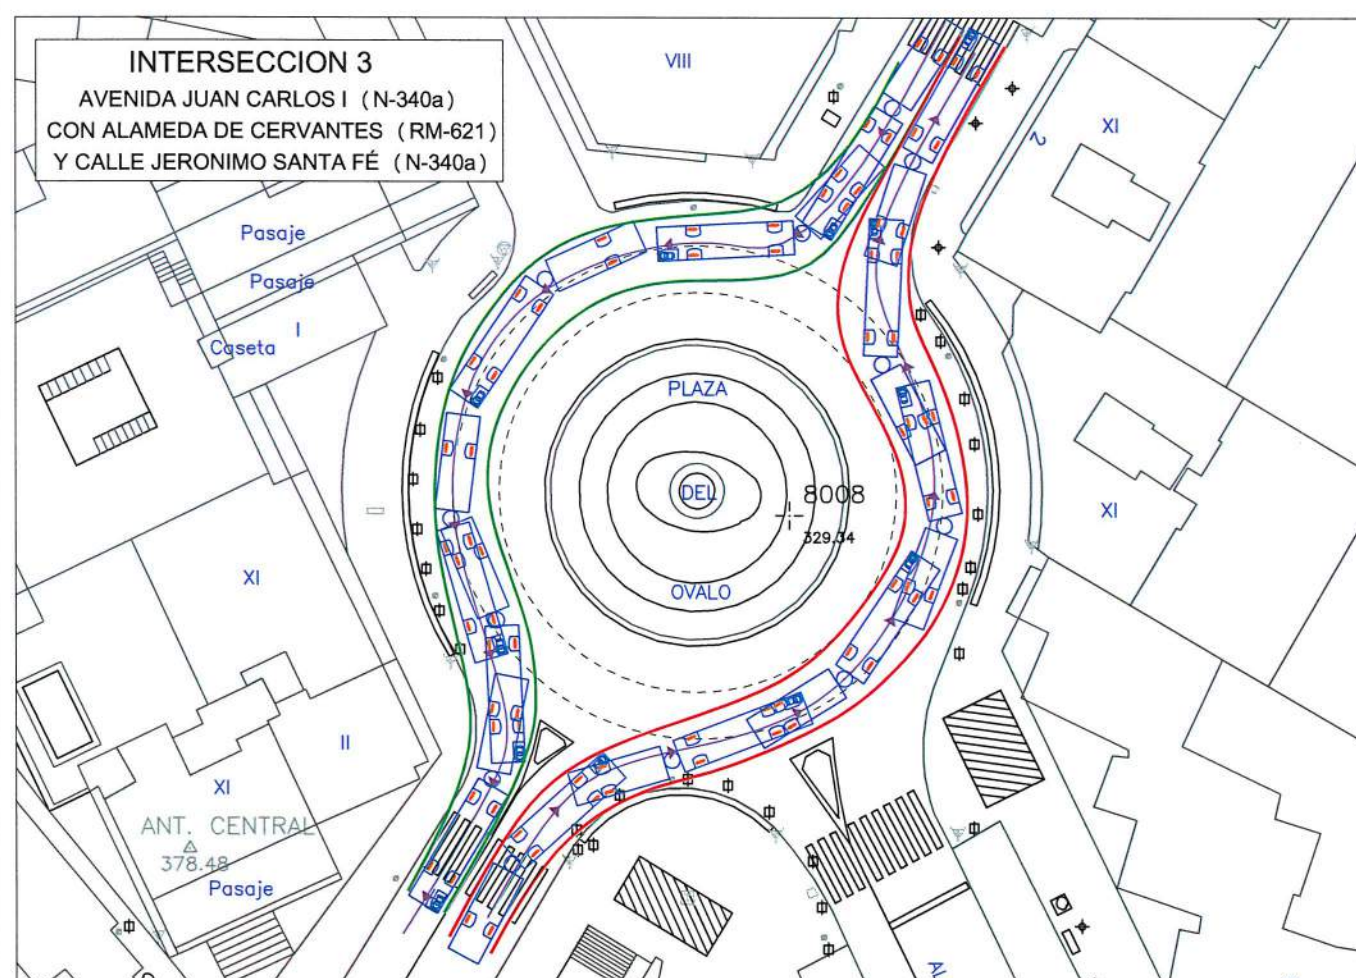 INTERSECCION 3
AVENIDA JUAN CARLOS I ( N-340a )
CON ALAMEDA DE CERVANTES ( RM-621)
Y CALLE JERONIMO SANTA FÉ ( N-340a)
VIII
XI
2
Pasaje
Pasaje
I
Caseta
PLAZA
DEL
8008
329.34
OVALO
XI
XI
II
XI
ANT. CENTRAL
378.48
Pasaje